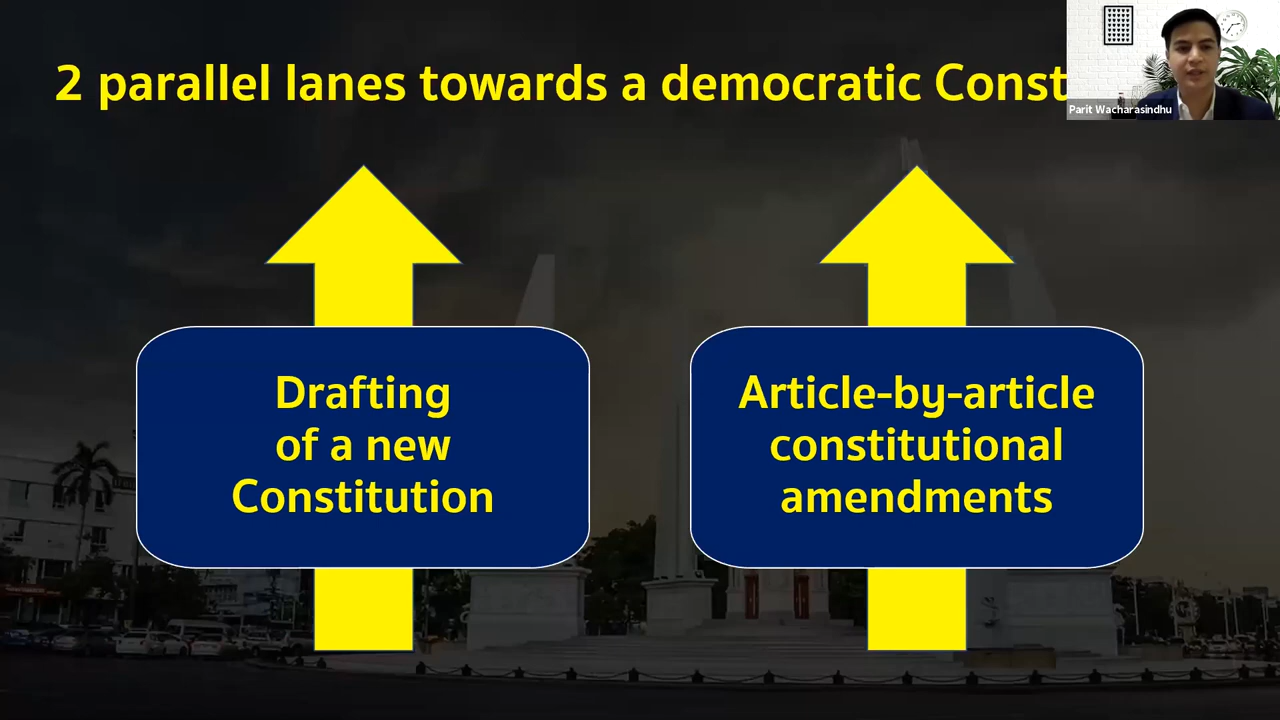 2 parallel lanes towards a democratic Const
Parit Wacharasindhu
Drafting
of a new
Constitution
Article-by-article
constitutional
amendments